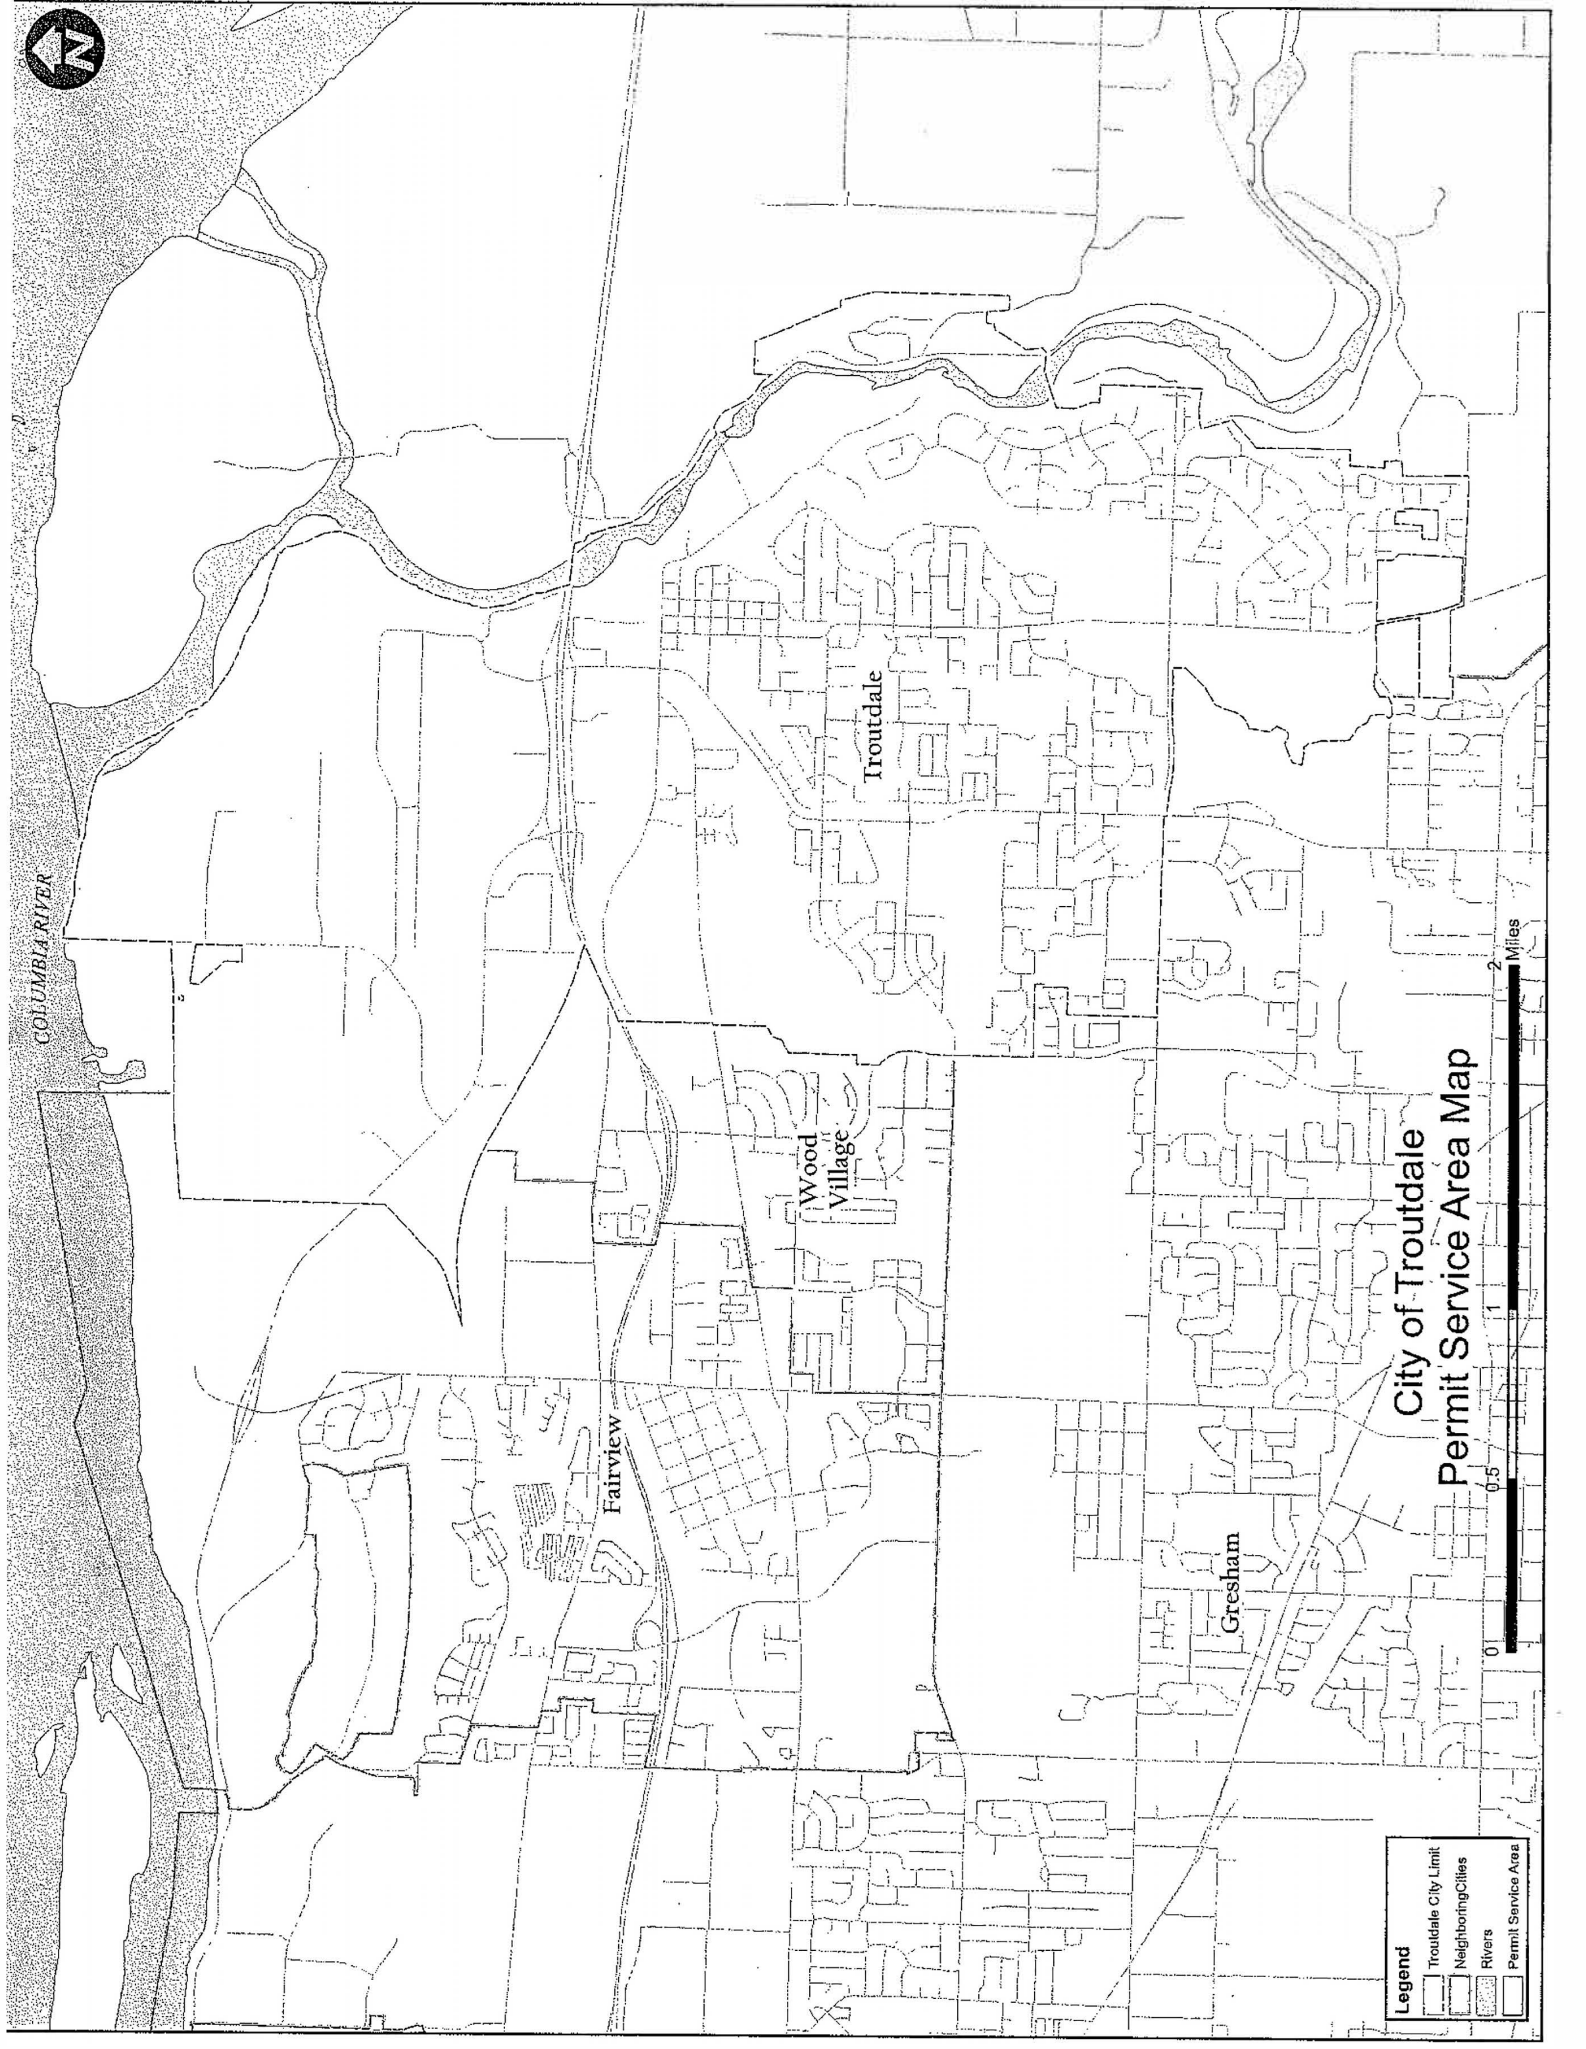 N
COLUMBIA RIVER
Troutdale
Wood
Village
Fairview
Gresham
City of Troutdale
Permit Service Area Map
0 0.5 1 2
Miles
Legend
Troutdale City Limit
NeighboringCities
Rivers
Permit Service Area